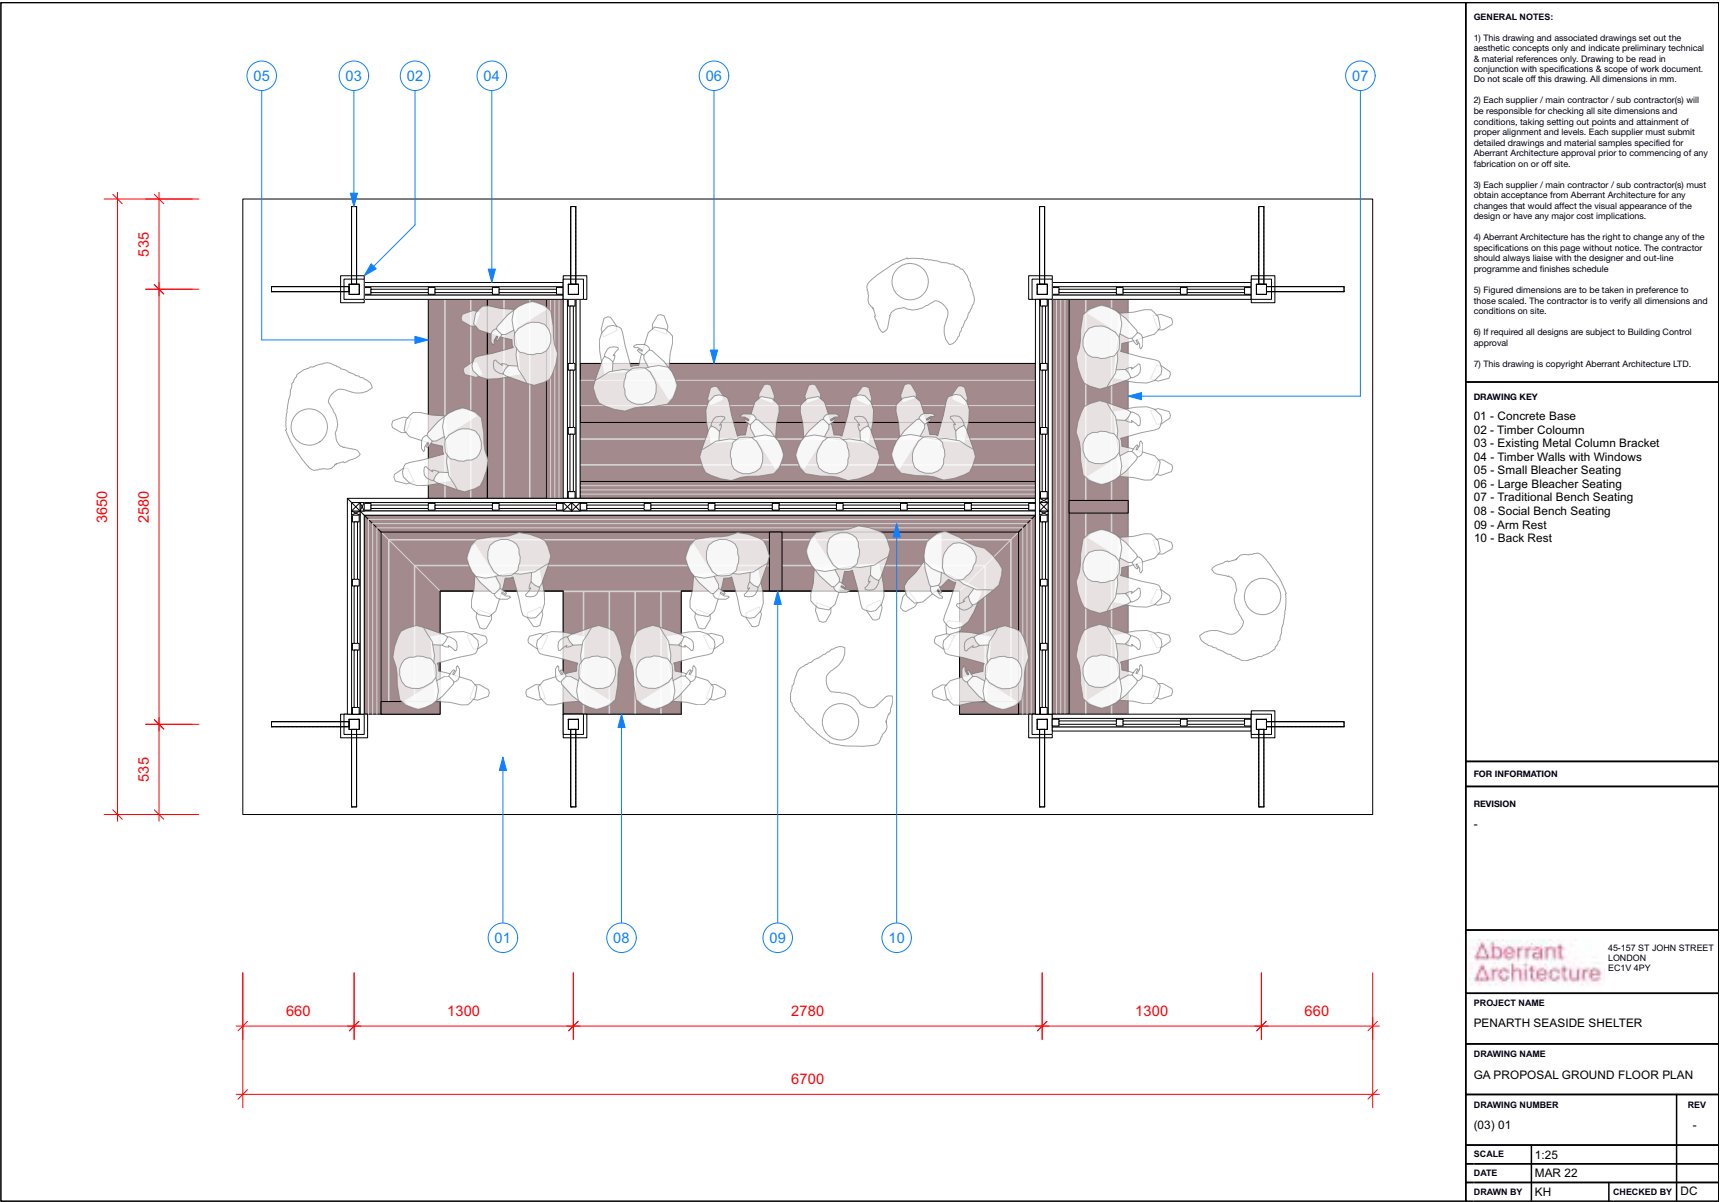 05
03
02
04
06
07
535
3650
2580
535
01
08
09
10
660
1300
2780
1300
660
6700
GENERAL NOTES:
1) This drawing and associated drawings set out the
aesthetic concepts only and indicate preliminary technical
& material references only. Drawing to be read in
conjunction with specifications & scope of work document.
Do not scale off this drawing. All dimensions in mm.
2) Each supplier / main contractor / sub contractor(s) will
be responsible for checking all site dimensions and
conditions, taking setting out points and attainment of
proper alignment and levels. Each supplier must submit
detailed drawings and material samples specified for
Aberrant Architecture approval prior to commencing of any
fabrication on or off site.
3) Each supplier / main contractor / sub contractor(s) must
obtain acceptance from Aberrant Architecture for any
changes that would affect the visual appearance of the
design or have any major cost implications.
4) Aberrant Architecture has the right to change any of the
specifications on this page without notice. The contractor
should always liaise with the designer and out-line
programme and finishes schedule
5) Figured dimensions are to be taken in preference to
those scaled. The contractor is to verify all dimensions and
conditions on site.
6) If required all designs are subject to Building Control
approval
7) This drawing is copyright Aberrant Architecture LTD.
DRAWING KEY
01 - Concrete Base
02 - Timber Coloumn
03 - Existing Metal Column Bracket
04 - Timber Walls with Windows
05 - Small Bleacher Seating
06 - Large Bleacher Seating
07 - Traditional Bench Seating
08 - Social Bench Seating
09 - Arm Rest
10 - Back Rest
FOR INFORMATION
REVISION
-
Aberrant
Architecture
45-157 ST JOHN STREET
LONDON
EC1V 4PY
PROJECT NAME
PENARTH SEASIDE SHELTER
DRAWING NAME
GA PROPOSAL GROUND FLOOR PLAN
DRAWING NUMBER REV
(03) 01 -
SCALE 1:25
DATE MAR 22
DRAWN BY KH CHECKED BY DC